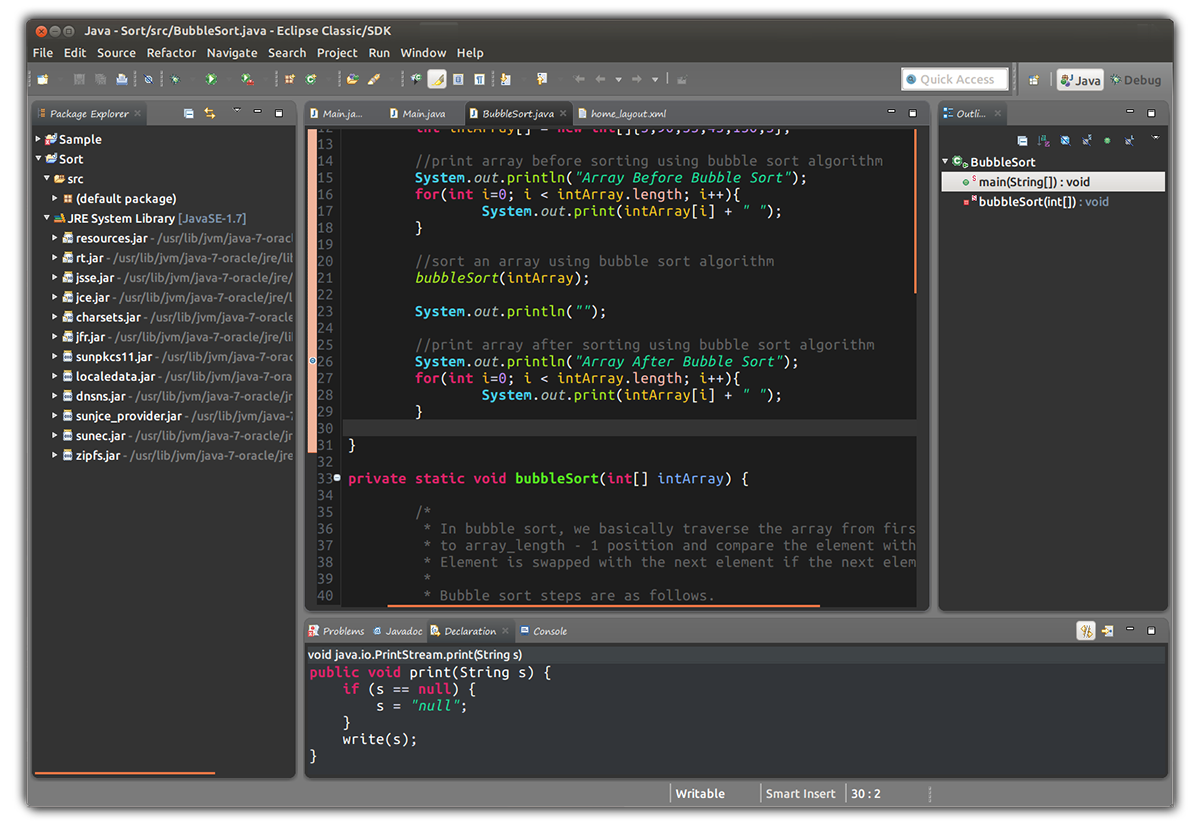 Java - Sort/src/BubbleSort.java - Eclipse Classic/SDK
File Edit Source Refactor Navigate Search Project Run Window Help
Quick Access Java Debug
Package Explorer
Sample
Sort
src
(default package)
JRE System Library [JavaSE-1.7]
resources.jar - /usr/lib/jvm/java-7-oracl
rt.jar - /usr/lib/jvm/java-7-oracle/jre/lib
jsse.jar - /usr/lib/jvm/java-7-oracle/jre/
jce.jar - /usr/lib/jvm/java-7-oracle/jre/l
charsets.jar - /usr/lib/jvm/java-7-oracle
jfr.jar - /usr/lib/jvm/java-7-oracle/jre/li
sunpkcs11.jar - /usr/lib/jvm/java-7-orac
localedata.jar - /usr/lib/jvm/java-7-ora
dnsns.jar - /usr/lib/jvm/java-7-oracle/jr
sunjce_provider.jar - /usr/lib/jvm/java-7
sunec.jar - /usr/lib/jvm/java-7-oracle/jr
zipfs.jar - /usr/lib/jvm/java-7-oracle/jre
Main.ja... Main.java BubbleSort.java home_layout.xml
13
14 //print array before sorting using bubble sort algorithm
15 System.out.println("Array Before Bubble Sort");
16 for(int i=0; i < intArray.length; i++){
17 System.out.print(intArray[i] + " ");
18 }
19
20 //sort an array using bubble sort algorithm
21 bubbleSort(intArray);
22
23 System.out.println("");
24
25 //print array after sorting using bubble sort algorithm
26 System.out.println("Array After Bubble Sort");
27 for(int i=0; i < intArray.length; i++){
28 System.out.print(intArray[i] + " ");
29 }
30
31 }
32
33 private static void bubbleSort(int[] intArray) {
34
35 /*
36 * In bubble sort, we basically traverse the array from firs
37 * to array_length - 1 position and compare the element with
38 * Element is swapped with the next element if the next elem
39 *
40 * Bubble sort steps are as follows.
Outli...
BubbleSort
main(String[]) : void
bubbleSort(int[]) : void
Problems Javadoc Declaration Console
void java.io.PrintStream.print(String s)
public void print(String s) {
if (s == null) {
s = "null";
}
write(s);
}
Writable Smart Insert 30 : 2